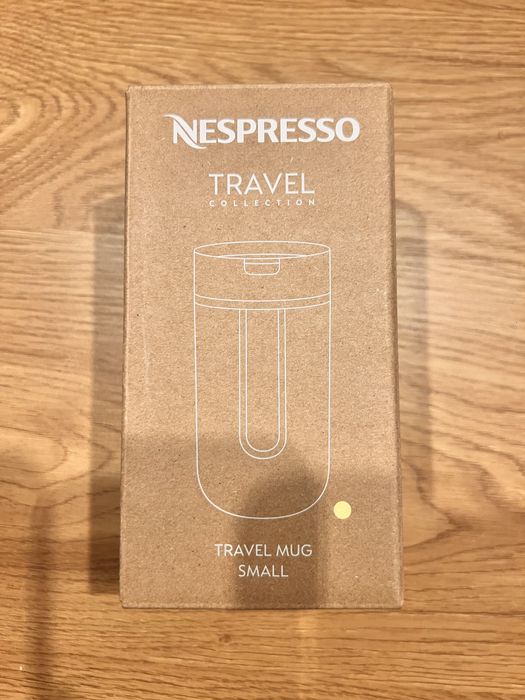 NESPRESSO
TRAVEL
COLLECTION
TRAVEL MUG
SMALL